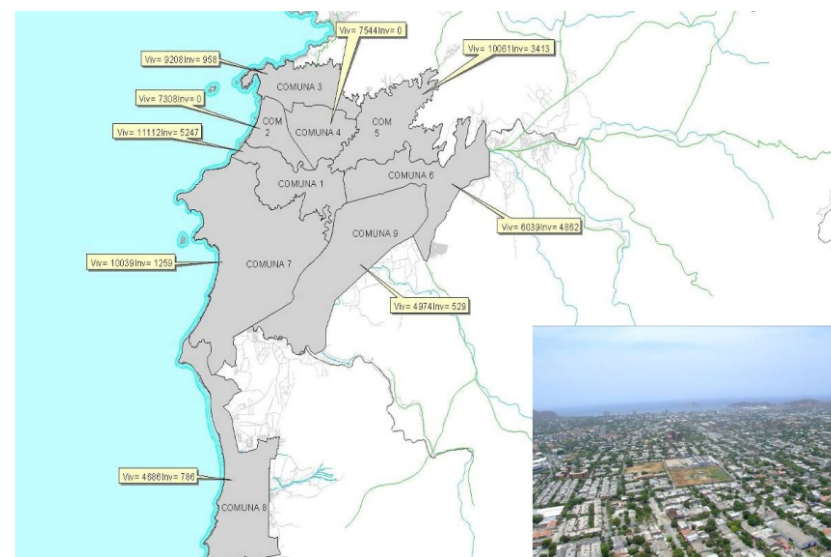 Viv= 7544Inv= 0
Viv= 10061Inv= 3413
Viv= 9208Inv= 958
COMUNA 3
Viv= 7308Inv= 0
COM
2
COMUNA 4
COM
5
Viv= 11112Inv= 5247
COMUNA 1
COMUNA 6
Viv= 6039Inv= 4862
COMUNA 9
Viv= 10039Inv= 1259
COMUNA 7
Viv= 4974Inv= 529
Viv= 4686Inv= 786
COMUNA 8